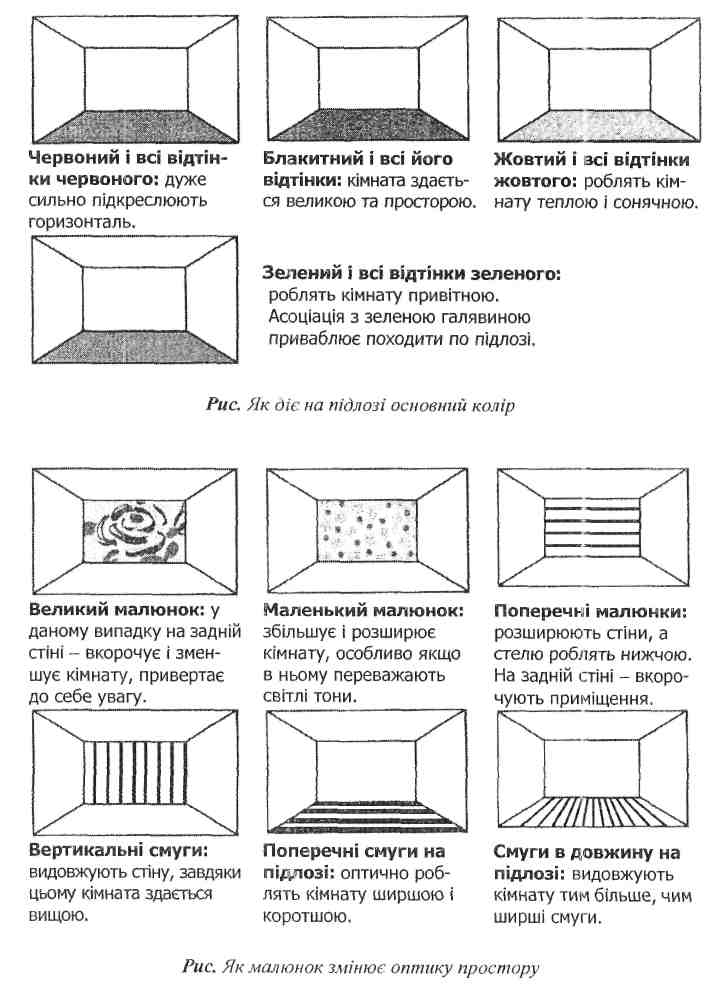 Червоний і всі відтін-
ки червоного: дуже
сильно підкреслюють
горизонталь.
Блакитний і всі його
відтінки: кімната здаєть-
ся великою та просторою.
Жовтий і всі відтінки
жовтого: роблять кім-
нату теплою і сонячною.
Зелений і всі відтінки зеленого:
роблять кімнату привітною.
Асоціація з зеленою галявиною
приваблює походити по підлозі.
Рис. Як діє на підлозі основний колір
Великий малюнок: у
даному випадку на задній
стіні – вкорочує і змен-
шує кімнату, привертає
до себе увагу.
Маленький малюнок:
збільшує і розширює
кімнату, особливо якщо
в ньому переважають
світлі тони.
Поперечні малюнки:
розширюють стіни, а
стелю роблять нижчою.
На задній стіні – вкоро-
чують приміщення.
Вертикальні смуги:
видовжують стіну, завдяки
цьому кімната здається
вищою.
Поперечні смуги на
підлозі: оптично роб-
лять кімнату ширшою і
коротшою.
Смуги в довжину на
підлозі: видовжують
кімнату тим більше, чим
ширші смуги.
Рис. Як малюнок змінює оптику простору